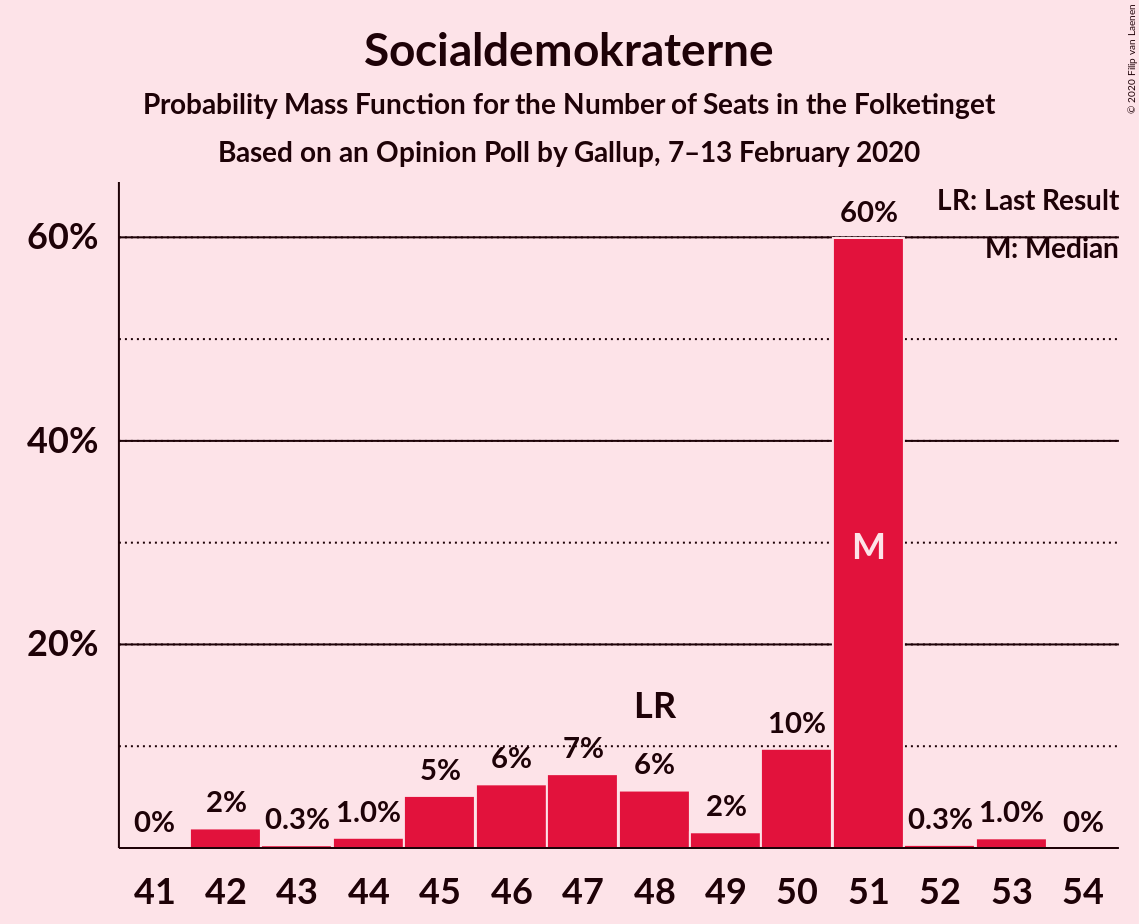 Socialdemokraterne
Probability Mass Function for the Number of Seats in the Folketinget
Based on an Opinion Poll by Gallup, 7–13 February 2020
© 2020 Filip van Laenen
LR: Last Result
M: Median
60%
40%
20%
0% 2% 0.3% 1.0% 5% 6% 7% 6% 2% 10% 60% 0.3% 1.0% 0%
LR
M
41 42 43 44 45 46 47 48 49 50 51 52 53 54